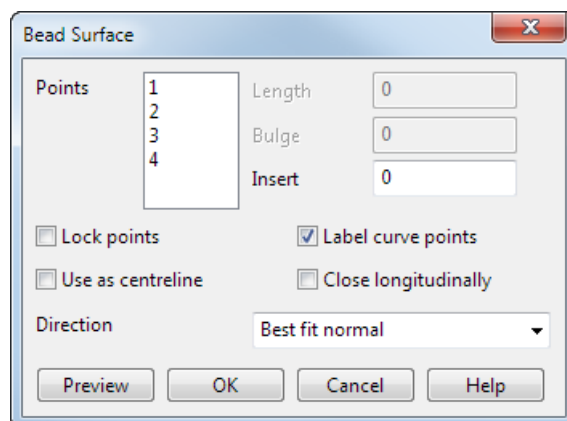 Bead Surface
Points
1
2
3
4
Length 0
Bulge 0
Insert 0
Lock points Label curve points
Use as centreline Close longitudinally
Direction Best fit normal
Preview OK Cancel Help